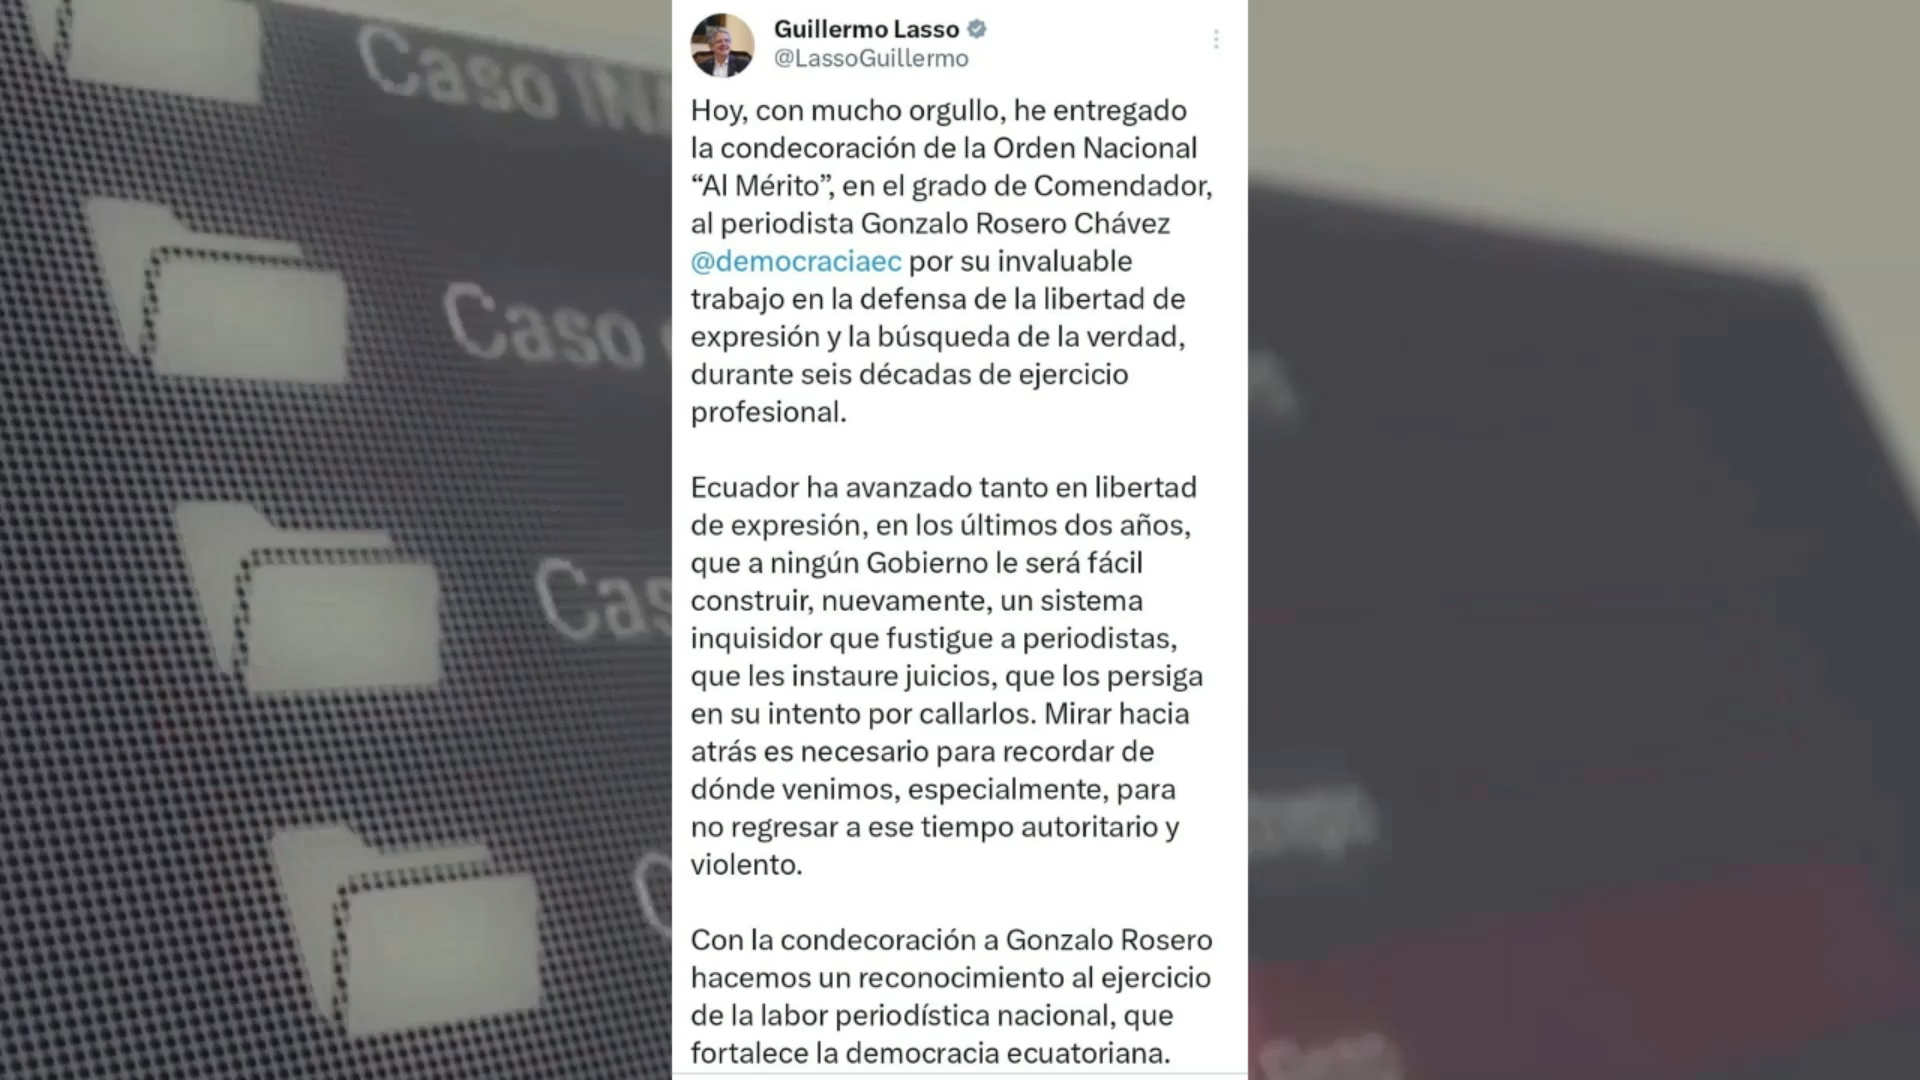 Guillermo Lasso
@LassoGuillermo
Hoy, con mucho orgullo, he entregado
la condecoración de la Orden Nacional
“Al Mérito”, en el grado de Comendador,
al periodista Gonzalo Rosero Chávez
@democraciaec por su invaluable
trabajo en la defensa de la libertad de
expresión y la búsqueda de la verdad,
durante seis décadas de ejercicio
profesional.
Ecuador ha avanzado tanto en libertad
de expresión, en los últimos dos años,
que a ningún Gobierno le será fácil
construir, nuevamente, un sistema
inquisidor que fustigue a periodistas,
que les instaure juicios, que los persiga
en su intento por callarlos. Mirar hacia
atrás es necesario para recordar de
dónde venimos, especialmente, para
no regresar a ese tiempo autoritario y
violento.
Con la condecoración a Gonzalo Rosero
hacemos un reconocimiento al ejercicio
de la labor periodística nacional, que
fortalece la democracia ecuatoriana.
Caso
Caso